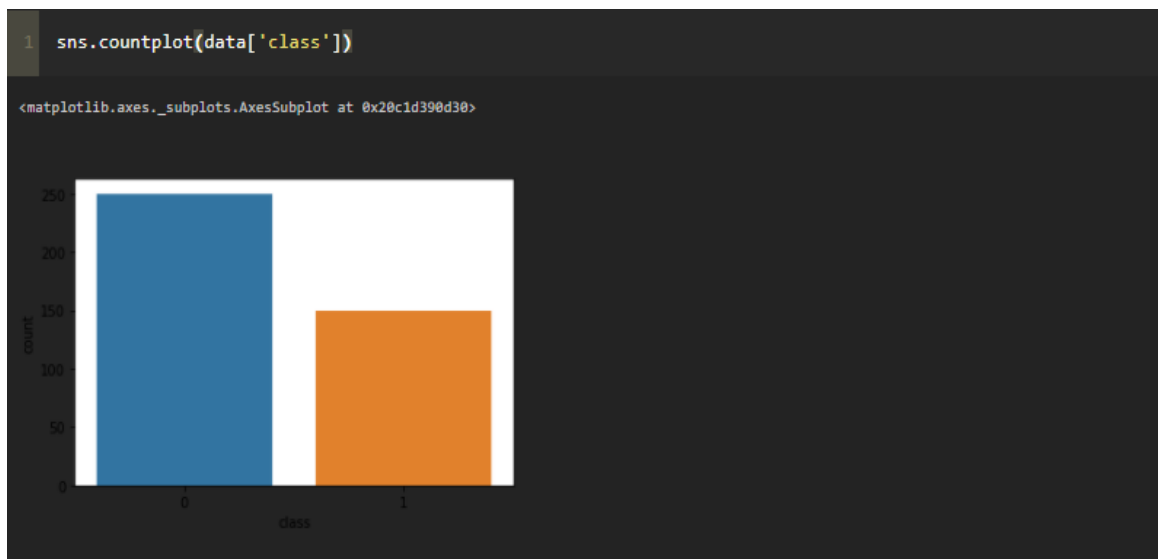 1 sns.countplot(data['class'])
<matplotlib.axes._subplots.AxesSubplot at 0x20c1d390d30>
250
200
150
count
100
50
0
0 1
class